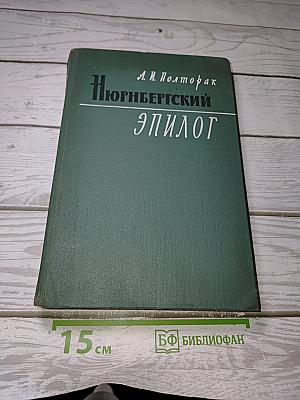 А.И. Полторак
Нюрнбергский
ЭПИЛОГ
15 см
БФ БИБЛИОФАН